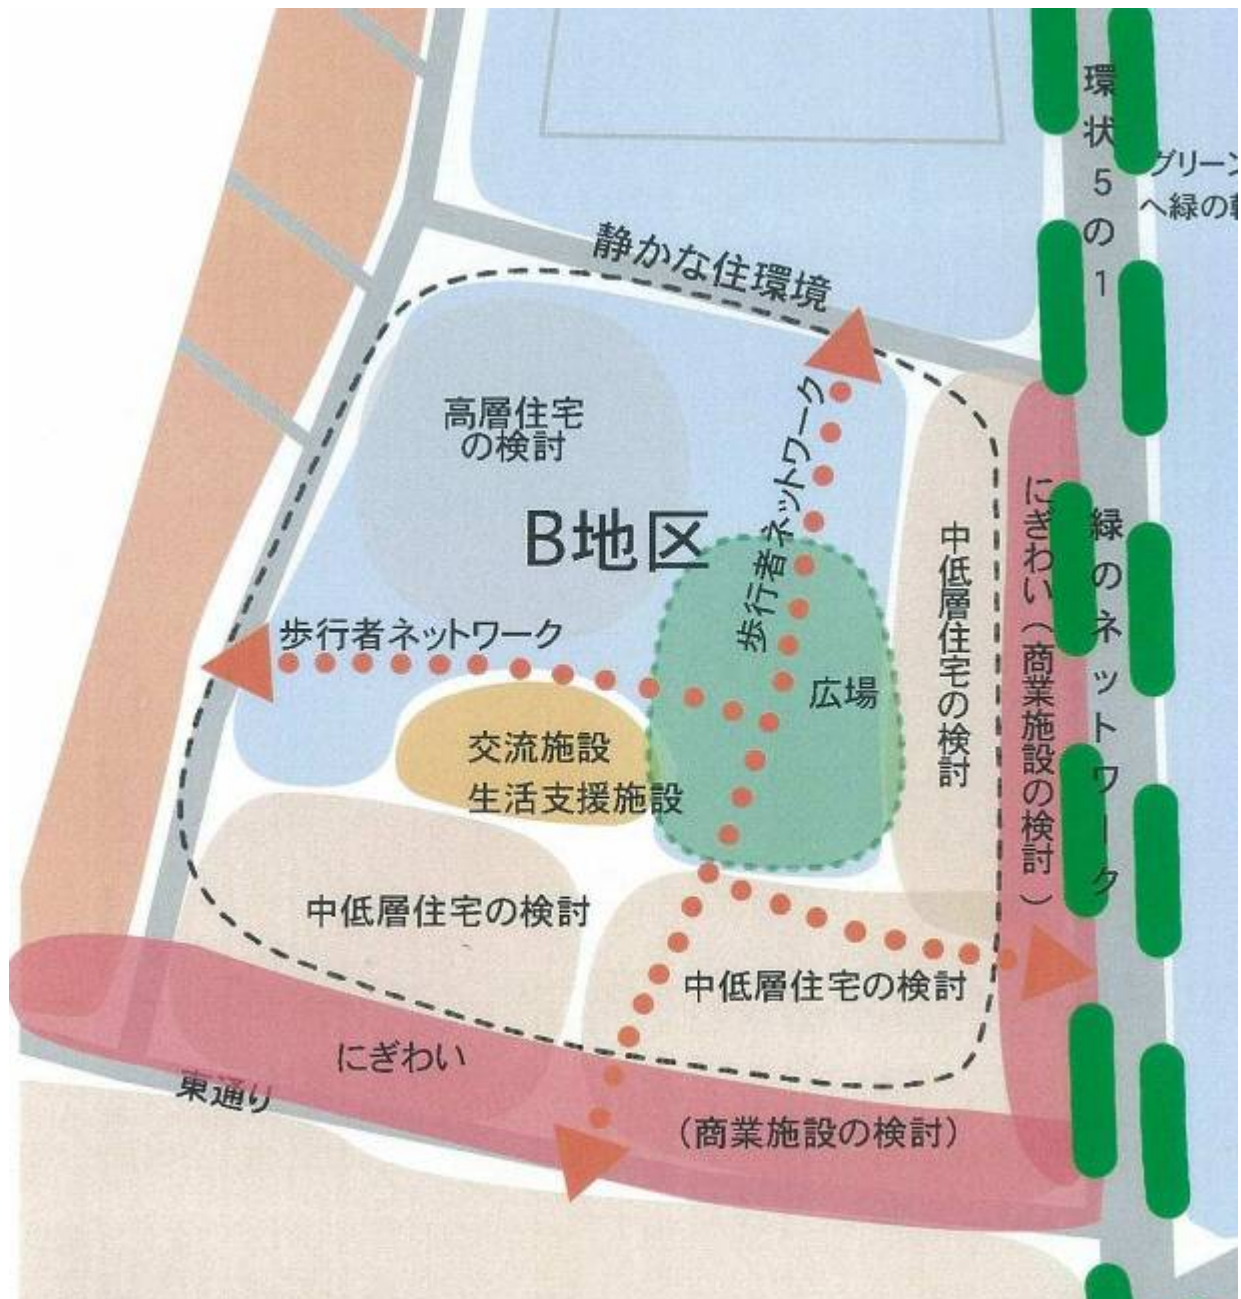 環状5の1
グリーン
へ緑の
静かな住環境
高層住宅
の検討
歩行者ネットワーク
B地区
歩行者ネットワーク
広場
中低層住宅の検討
にぎわい(商業施設の検討)
緑のネットワーク
交流施設
生活支援施設
中低層住宅の検討
中低層住宅の検討
にぎわい
(商業施設の検討)
東通り